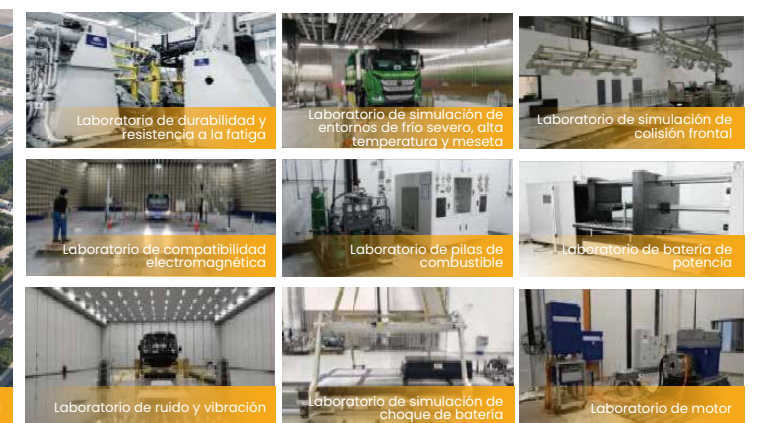 Laboratorio de durabilidad y
resistencia a la fatiga
Laboratorio de simulación de
entornos de frío severo, alta
temperatura y meseta
Laboratorio de simulación de
colisión frontal
Laboratorio de compatibilidad
electromagnética
Laboratorio de pilas de
combustible
Laboratorio de batería de
potencia
Laboratorio de ruido y vibración
Laboratorio de simulación de
choque de batería
Laboratorio de motor